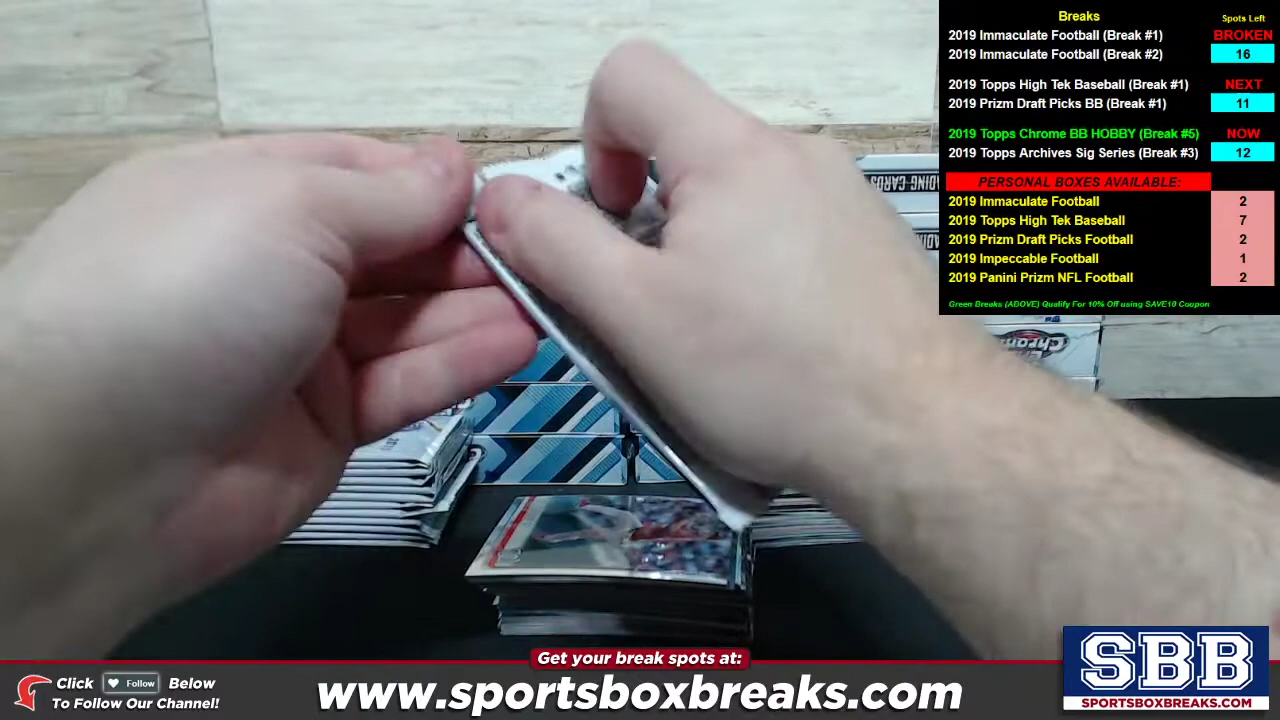 Breaks
Spots Left
2019 Immaculate Football (Break #1) BROKEN
2019 Immaculate Football (Break #2) 16
2019 Topps High Tek Baseball (Break #1) NEXT
2019 Prizm Draft Picks BB (Break #1) 11
2019 Topps Chrome BB HOBBY (Break #5) NOW
2019 Topps Archives Sig Series (Break #3) 12
PERSONAL BOXES AVAILABLE:
2019 Immaculate Football 2
2019 Topps High Tek Baseball 7
2019 Prizm Draft Picks Football 2
2019 Impeccable Football 1
2019 Panini Prizm NFL Football 2
Green Breaks (ABOVE) Qualify For 10% Off using SAVE10 Coupon
TRADING CARDS
Get your break spots at:
Click Follow Below
To Follow Our Channel!
www.sportsboxbreaks.com
SBB
SPORTSBOXBREAKS.COM